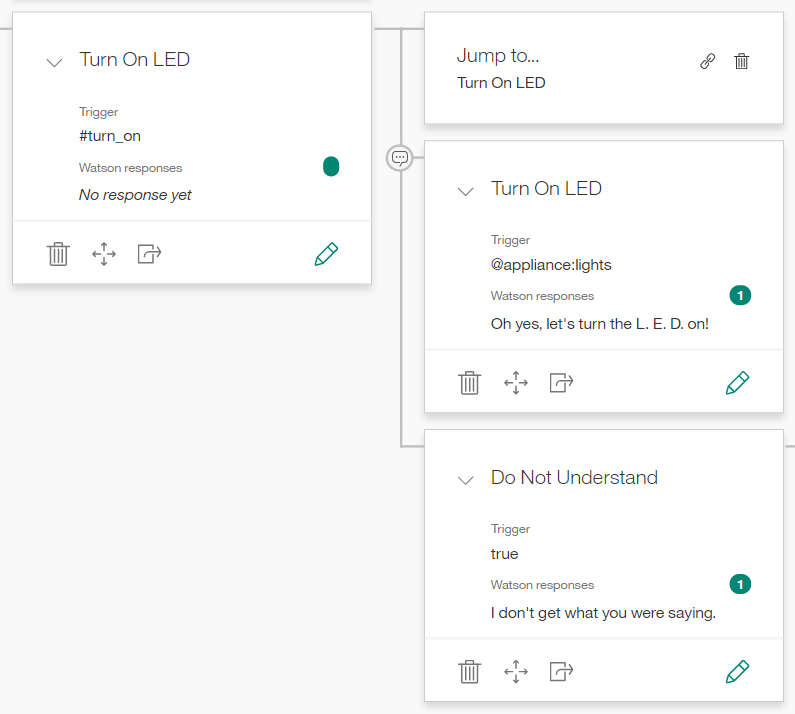 Turn On LED
Trigger
#turn_on
Watson responses
No response yet
Jump to...
Turn On LED
Turn On LED
Trigger
@appliance:lights
Watson responses
1
Oh yes, let's turn the L. E. D. on!
Do Not Understand
Trigger
true
Watson responses
1
I don't get what you were saying.